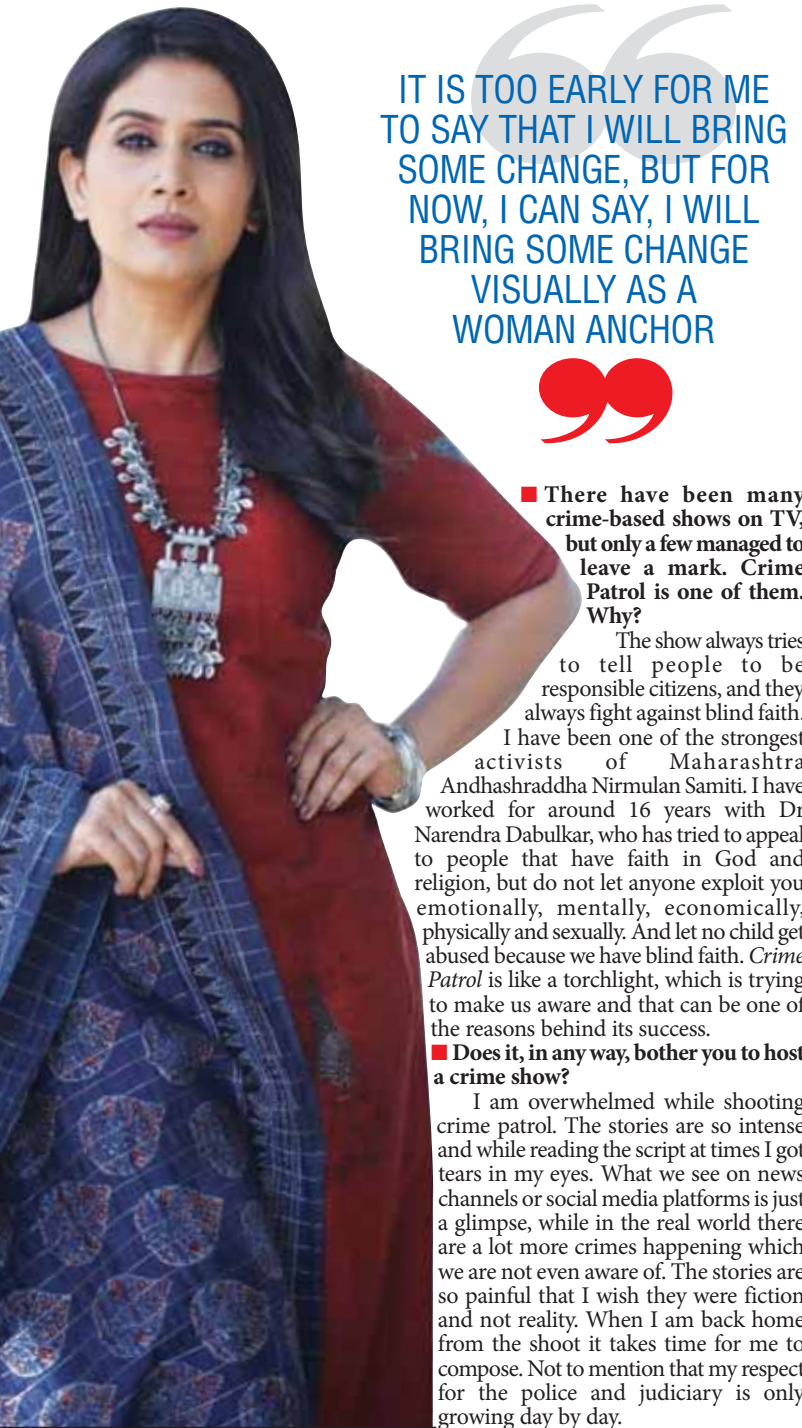 IT IS TOO EARLY FOR ME
TO SAY THAT I WILL BRING
SOME CHANGE, BUT FOR
NOW, I CAN SAY, I WILL
BRING SOME CHANGE
VISUALLY AS A
WOMAN ANCHOR
■ There have been many
crime-based shows on TV,
but only a few managed to
leave a mark. Crime
Patrol is one of them.
Why?
The show always tries
to tell people to be
responsible citizens, and they
always fight against blind faith.
I have been one of the strongest
activists of Maharashtra
Andhashraddha Nirmulan Samiti. I have
worked for around 16 years with Dr
Narendra Dabulkar, who has tried to appeal
to people that have faith in God and
religion, but do not let anyone exploit you
emotionally, mentally, economically,
physically and sexually. And let no child get
abused because we have blind faith. Crime
Patrol is like a torchlight, which is trying
to make us aware and that can be one of
the reasons behind its success.
■ Does it, in any way, bother you to host
a crime show?
I am overwhelmed while shooting
crime patrol. The stories are so intense
and while reading the script at times I got
tears in my eyes. What we see on news
channels or social media platforms is just
a glimpse, while in the real world there
are a lot more crimes happening which
we are not even aware of. The stories are
so painful that I wish they were fiction
and not reality. When I am back home
from the shoot it takes time for me to
compose. Not to mention that my respect
for the police and judiciary is only
growing day by day.